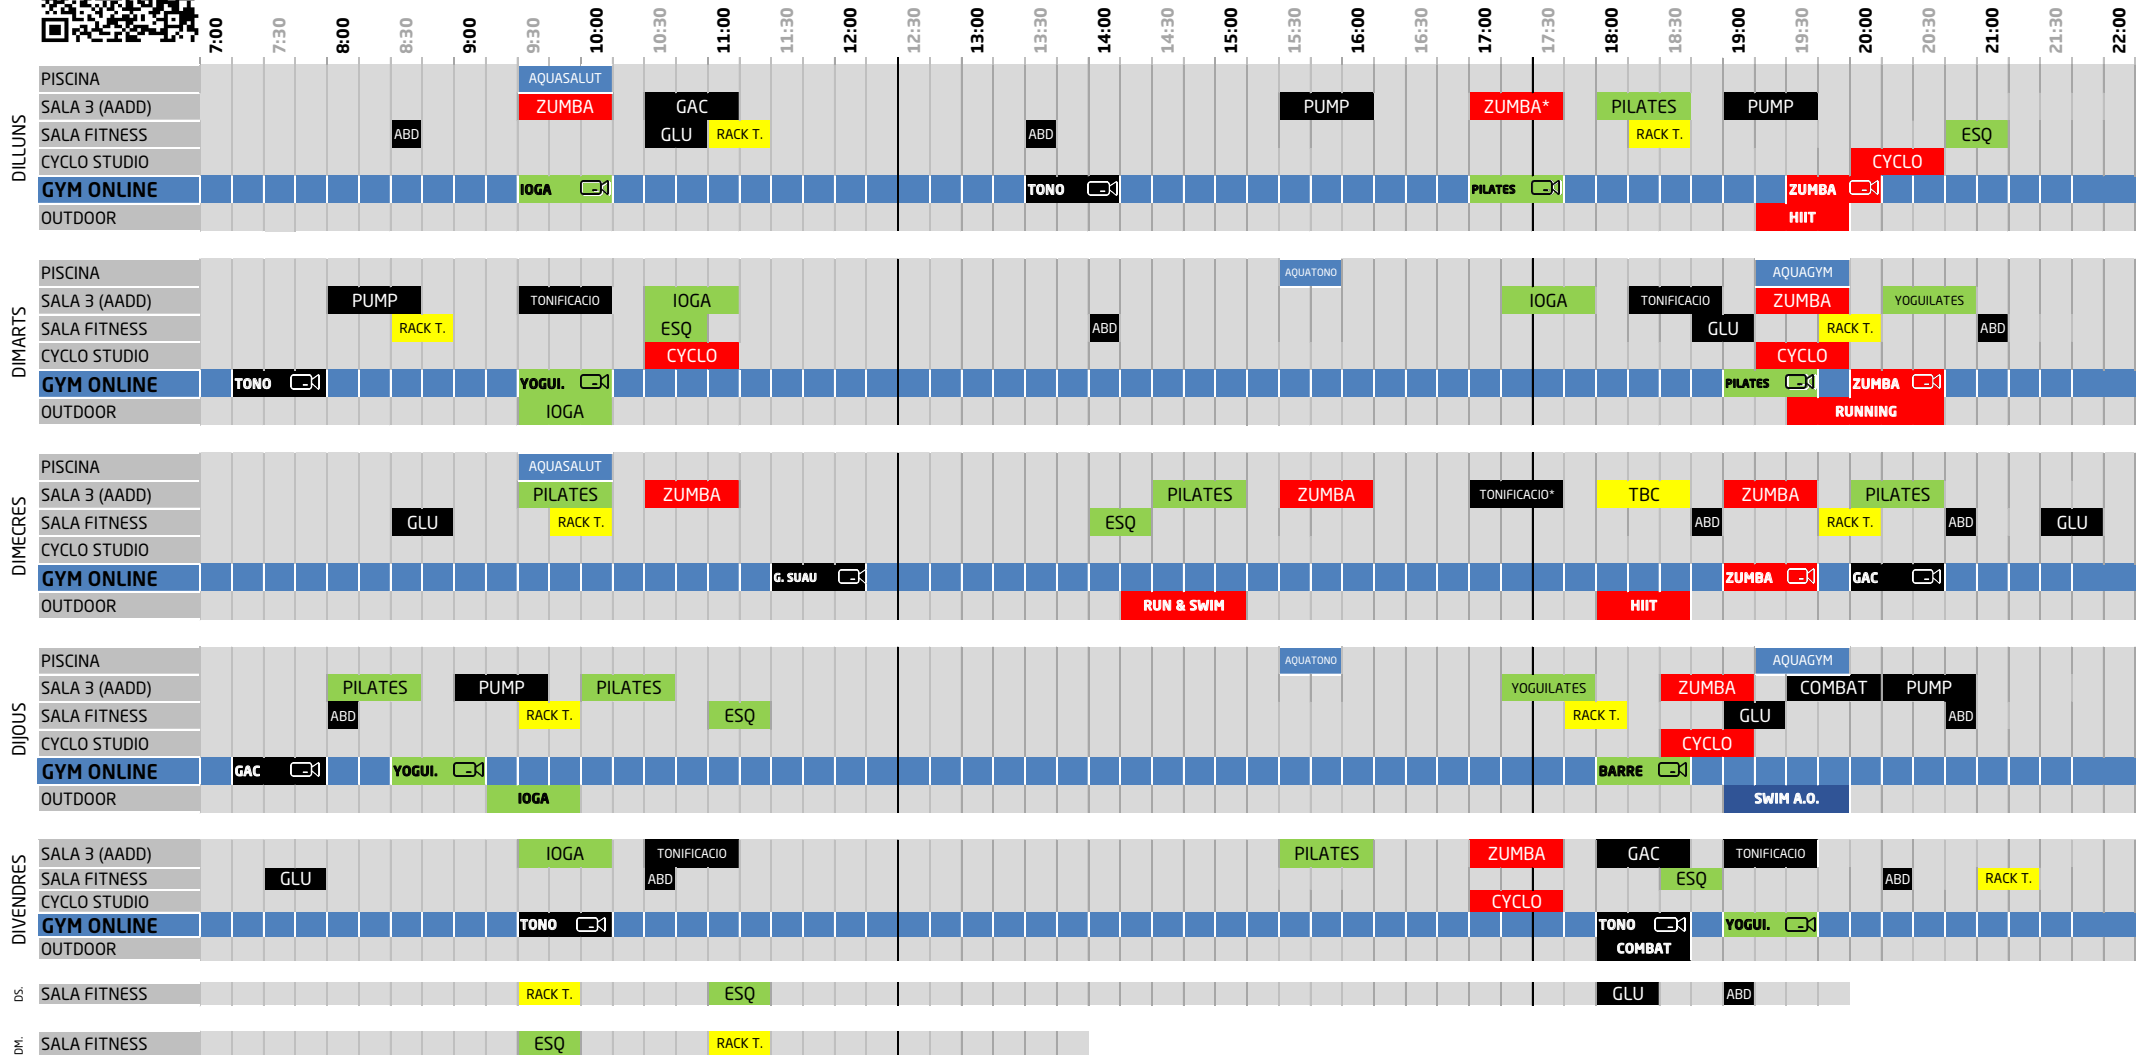 7:00 7:30 8:00 8:30 9:00 9:30 10:00 10:30 11:00 11:30 12:00 12:30 13:00 13:30 14:00 14:30 15:00 15:30 16:00 16:30 17:00 17:30 18:00 18:30 19:00 19:30 20:00 20:30 21:00 21:30 22:00
DILLUNS
PISCINA AQUASALUT
SALA 3 (AADD) ZUMBA GAC PUMP ZUMBA* PILATES PUMP
SALA FITNESS ABD GLU RACK T. ABD RACK T. ESQ
CYCLO STUDIO CYCLO
GYM ONLINE IOGA TONO PILATES ZUMBA
OUTDOOR HIIT
DIMARTS
PISCINA AQUATONO AQUAGYM
SALA 3 (AADD) PUMP TONIFICACIO IOGA IOGA TONIFICACIO ZUMBA YOGUILATES
SALA FITNESS RACK T. ESQ ABD GLU RACK T. ABD
CYCLO STUDIO CYCLO CYCLO
GYM ONLINE TONO YOGUI. PILATES ZUMBA
OUTDOOR IOGA RUNNING
DIMECRES
PISCINA AQUASALUT
SALA 3 (AADD) PILATES ZUMBA PILATES ZUMBA TONIFICACIO* TBC ZUMBA PILATES
SALA FITNESS GLU RACK T. ESQ ABD RACK T. ABD GLU
CYCLO STUDIO
GYM ONLINE G. SUAU ZUMBA GAC
OUTDOOR RUN & SWIM HIIT
DIJOUS
PISCINA AQUATONO AQUAGYM
SALA 3 (AADD) PILATES PUMP PILATES YOGUILATES ZUMBA COMBAT PUMP
SALA FITNESS ABD RACK T. ESQ RACK T. GLU ABD
CYCLO STUDIO CYCLO
GYM ONLINE GAC YOGUI. BARRE
OUTDOOR IOGA SWIM A.O.
DIVENDRES
SALA 3 (AADD) IOGA TONIFICACIO PILATES ZUMBA GAC TONIFICACIO
SALA FITNESS GLU ABD ESQ ABD RACK T.
CYCLO STUDIO CYCLO
GYM ONLINE TONO TONO YOGUI.
OUTDOOR COMBAT
DS.
SALA FITNESS RACK T. ESQ GLU ABD
DM.
SALA FITNESS ESQ RACK T.